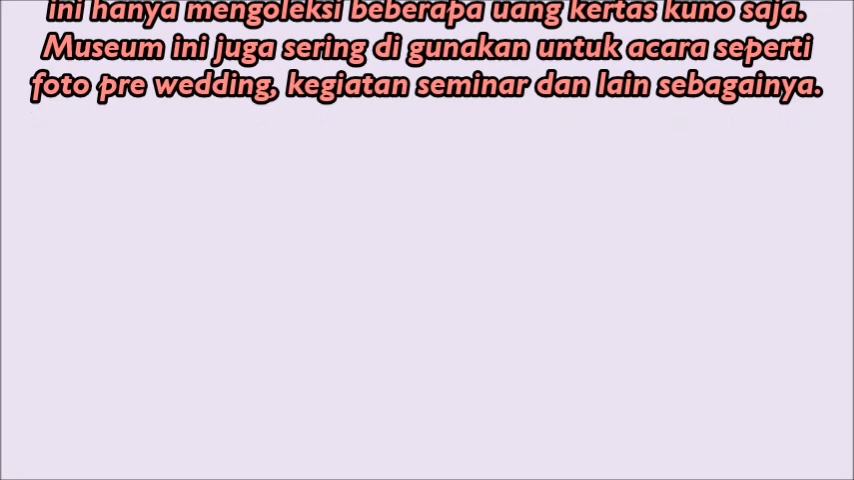 ini hanya mengoleksi beberapa uang kertas kuno saja.
Museum ini juga sering di gunakan untuk acara seperti
foto pre wedding, kegiatan seminar dan lain sebagainya.